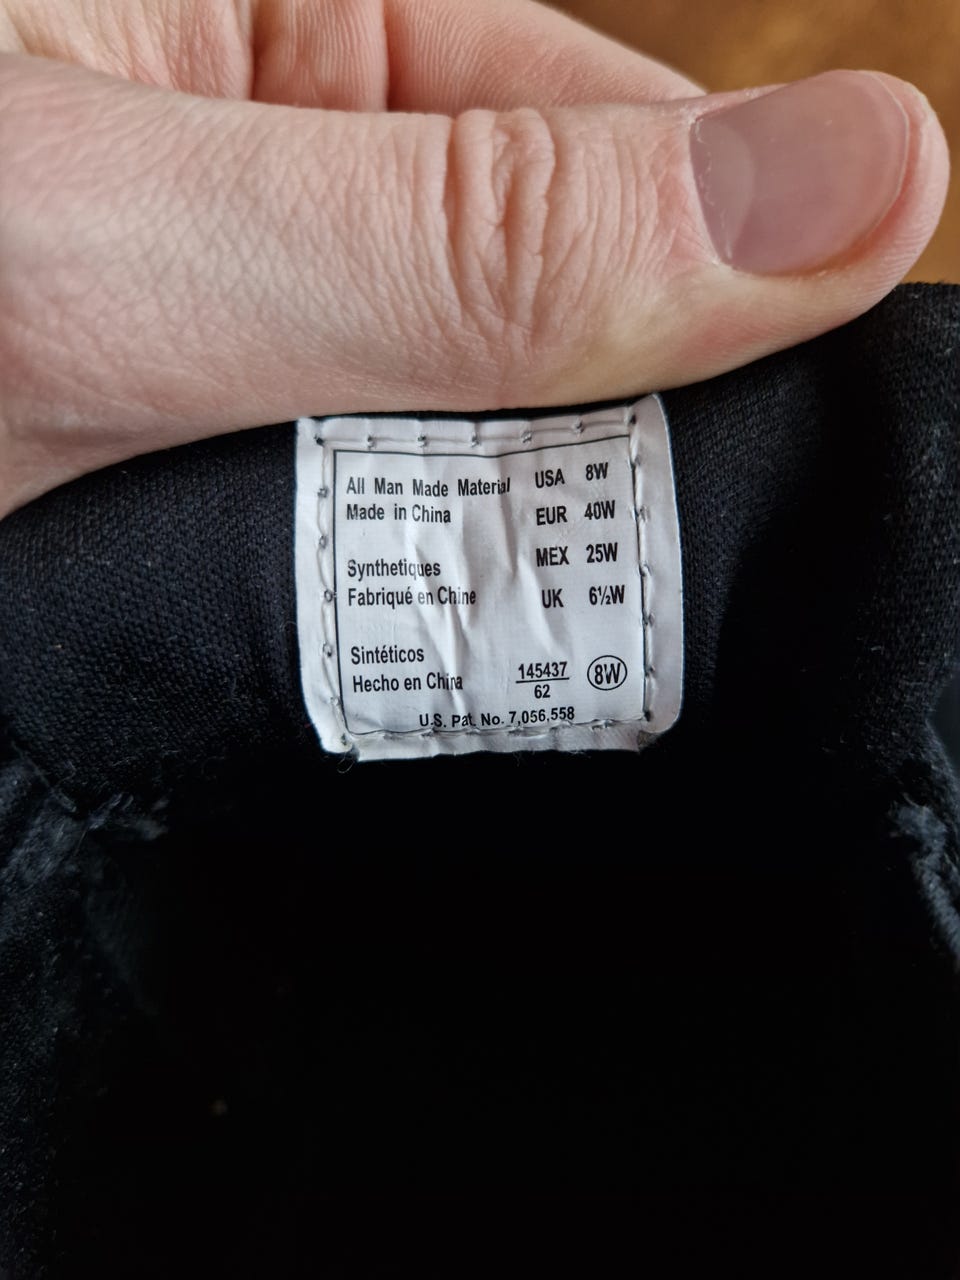 All Man Made Material
Made in China
Synthetiques
Fabriqué en Chine
Sintéticos
Hecho en China
USA 8W
EUR 40W
MEX 25W
UK 6½W
145437
62
8W
U.S. Pat. No. 7,056,558